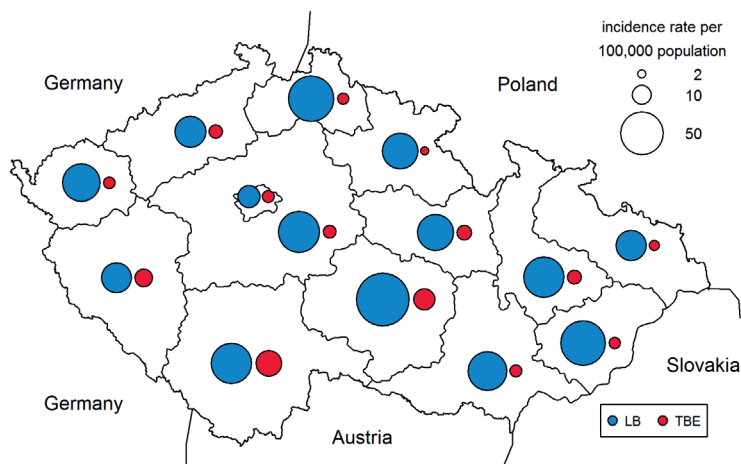 incidence rate per
100,000 population
2
10
50
Germany
Poland
Slovakia
Germany
Austria
LB TBE